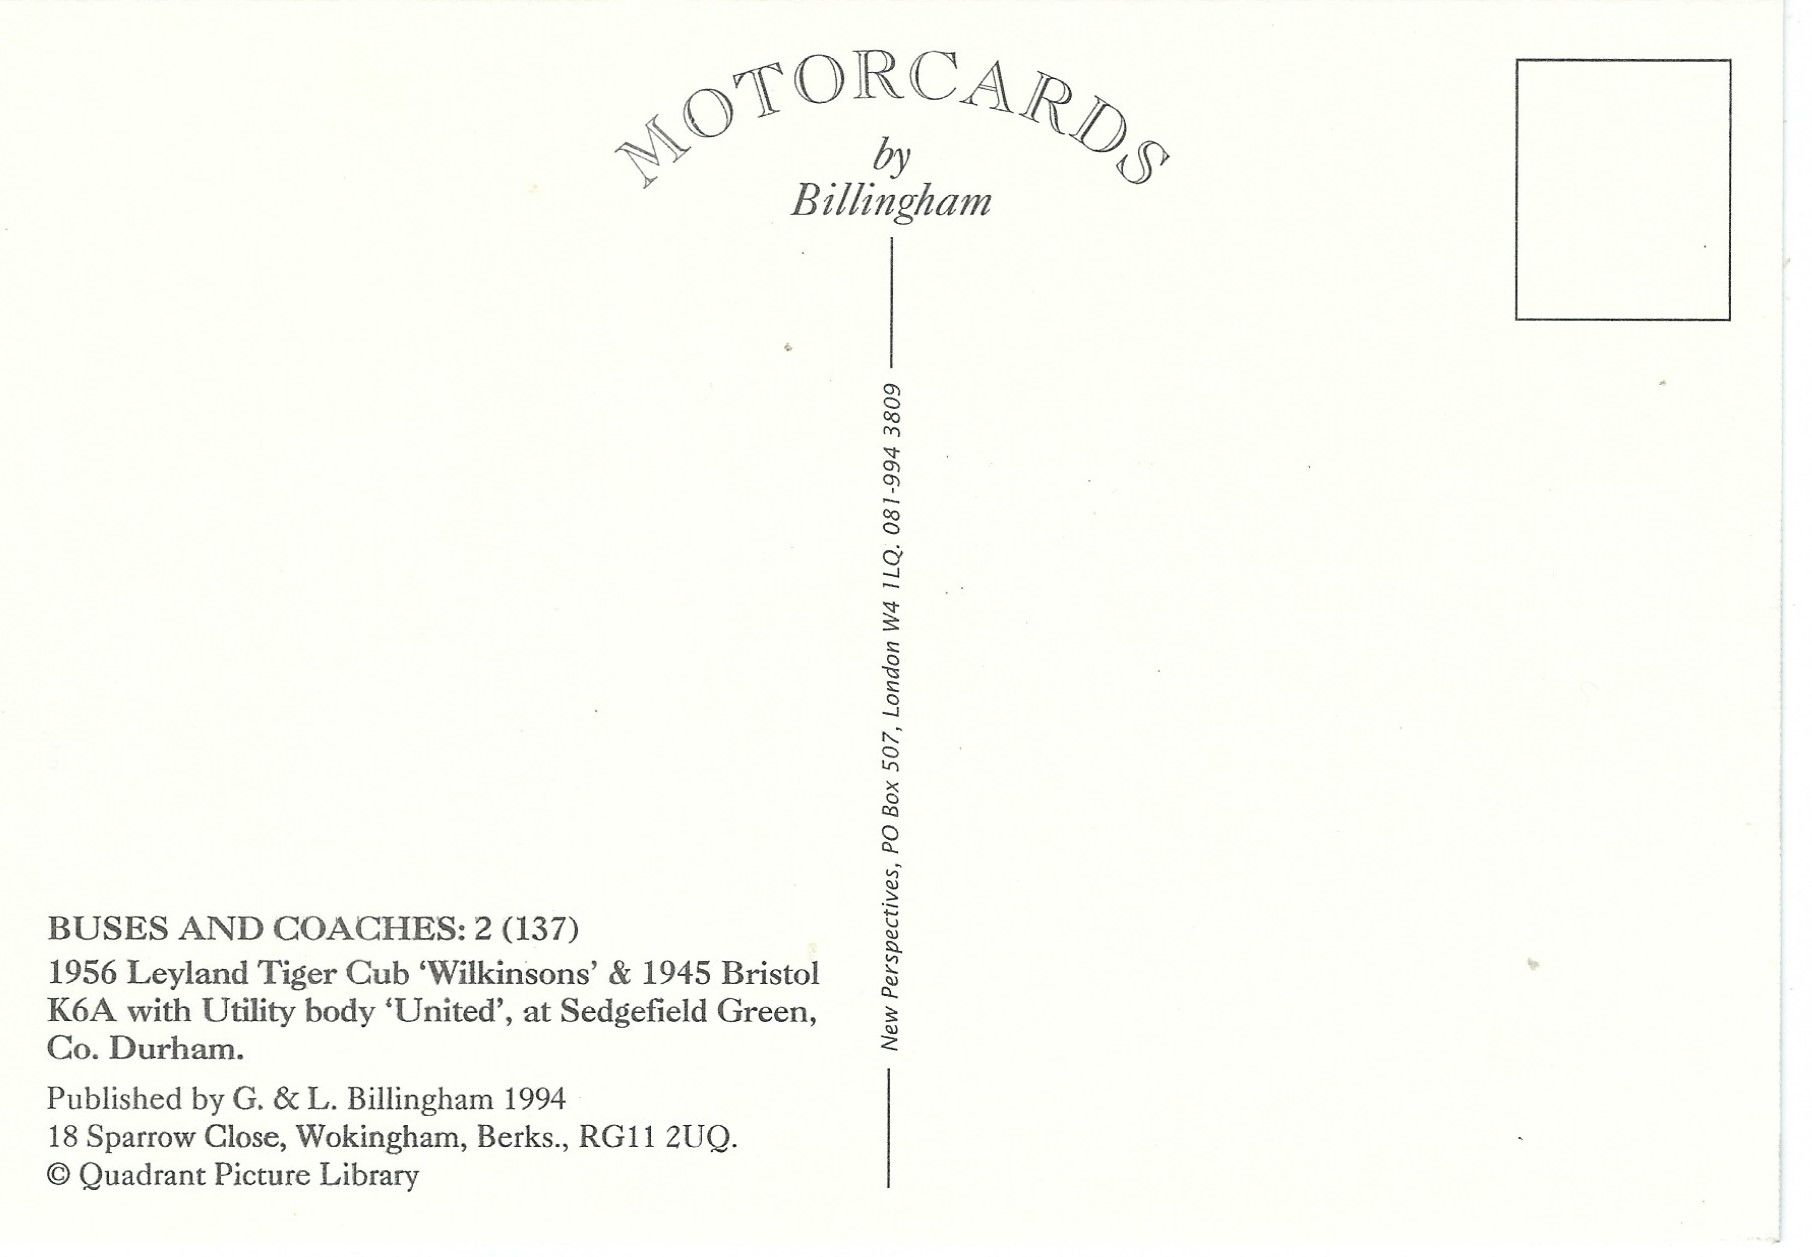 MOTORCARDS
by
Billingham
New Perspectives, PO Box 507, London W4 1LQ. 081-994 3809
BUSES AND COACHES: 2 (137)
1956 Leyland Tiger Cub ‘Wilkinsons’ & 1945 Bristol
K6A with Utility body ‘United’, at Sedgefield Green,
Co. Durham.
Published by G. & L. Billingham 1994
18 Sparrow Close, Wokingham, Berks., RG11 2UQ.
© Quadrant Picture Library